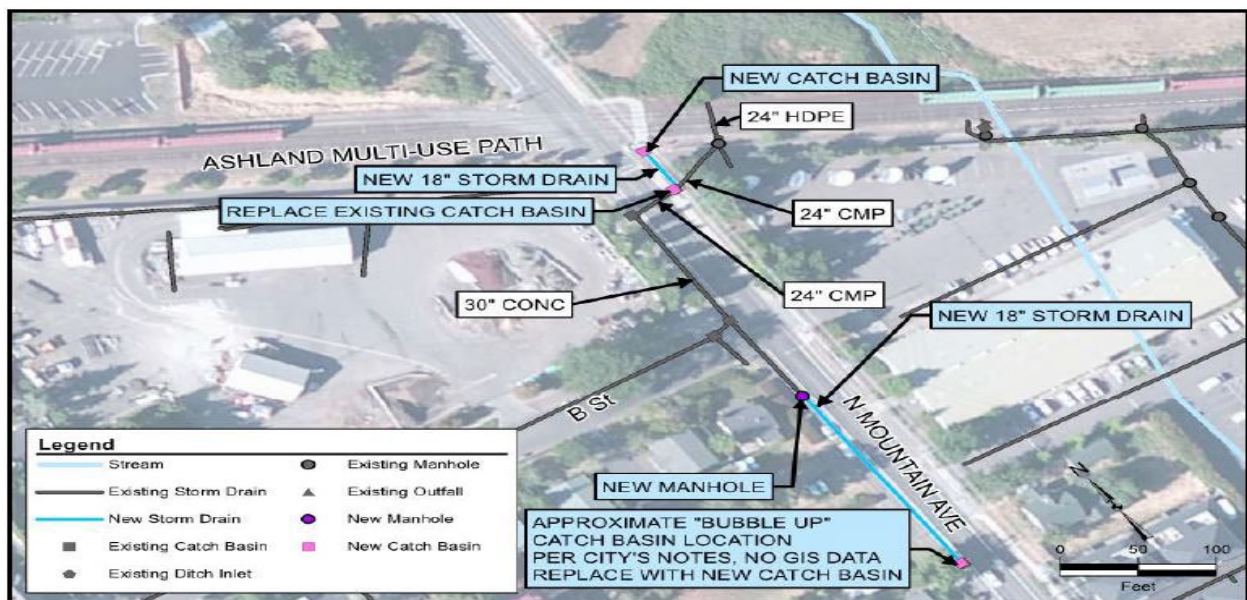 NEW CATCH BASIN
24" HDPE
ASHLAND MULTI-USE PATH
NEW 18" STORM DRAIN
REPLACE EXISTING CATCH BASIN
24" CMP
30" CONC
24" CMP
NEW 18" STORM DRAIN
B St
N MOUNTAIN AVE
NEW MANHOLE
APPROXIMATE "BUBBLE UP"
CATCH BASIN LOCATION
PER CITY'S NOTES, NO GIS DATA
REPLACE WITH NEW CATCH BASIN
Legend
Stream
Existing Storm Drain
New Storm Drain
Existing Catch Basin
Existing Ditch Inlet
Existing Manhole
Existing Outfall
New Manhole
New Catch Basin
N
0 50 100
Feet